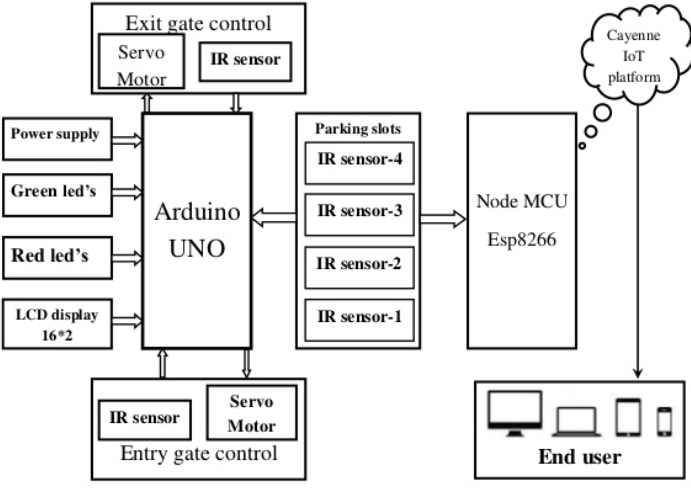 Exit gate control
Servo
Motor
IR sensor
Cayenne
IoT
platform
Power supply
Green led's
Red led's
LCD display
16*2
Arduino
UNO
Parking slots
IR sensor-4
IR sensor-3
IR sensor-2
IR sensor-1
Node MCU
Esp8266
IR sensor
Servo
Motor
Entry gate control
End user